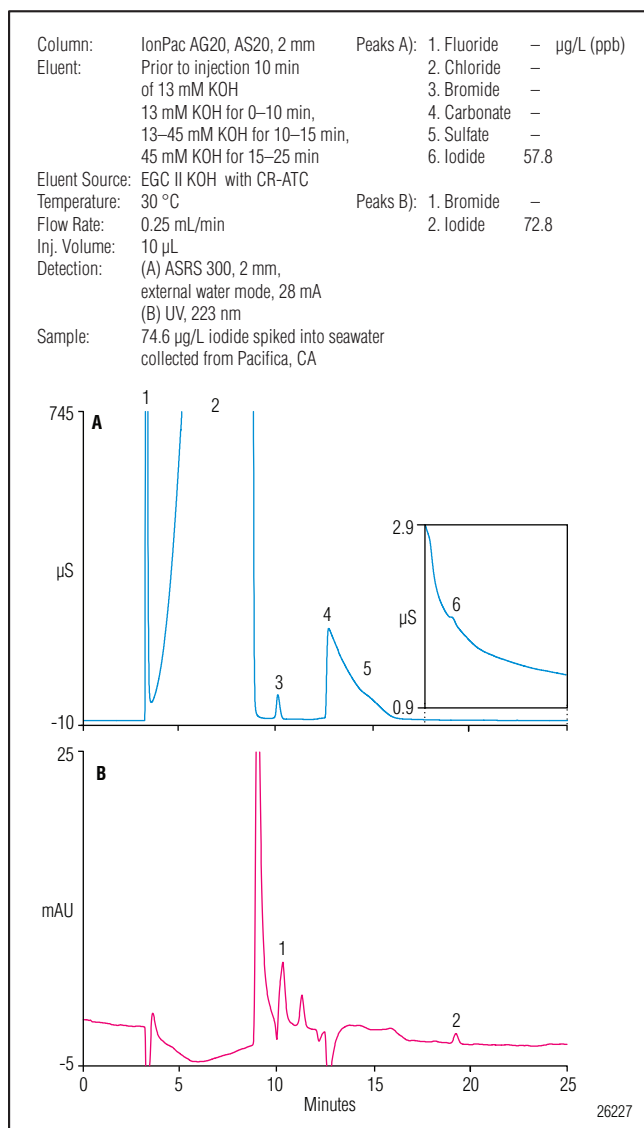 Column: IonPac AG20, AS20, 2 mm
Eluent: Prior to injection 10 min
of 13 mM KOH
13 mM KOH for 0–10 min,
13–45 mM KOH for 10–15 min,
45 mM KOH for 15–25 min
Eluent Source: EGC II KOH with CR-ATC
Temperature: 30 °C
Flow Rate: 0.25 mL/min
Inj. Volume: 10 µL
Detection: (A) ASRS 300, 2 mm,
external water mode, 28 mA
(B) UV, 223 nm
Sample: 74.6 µg/L iodide spiked into seawater
collected from Pacifica, CA
Peaks A): 1. Fluoride – µg/L (ppb)
2. Chloride –
3. Bromide –
4. Carbonate –
5. Sulfate –
6. Iodide 57.8
Peaks B): 1. Bromide –
2. Iodide 72.8
745
A
1
2
µS
3
4
5
-10
2.9
µS
6
0.9
0 5 10 15 20 25
25
B
mAU
1
2
-5
0 5 10 15 20 25
Minutes
26227